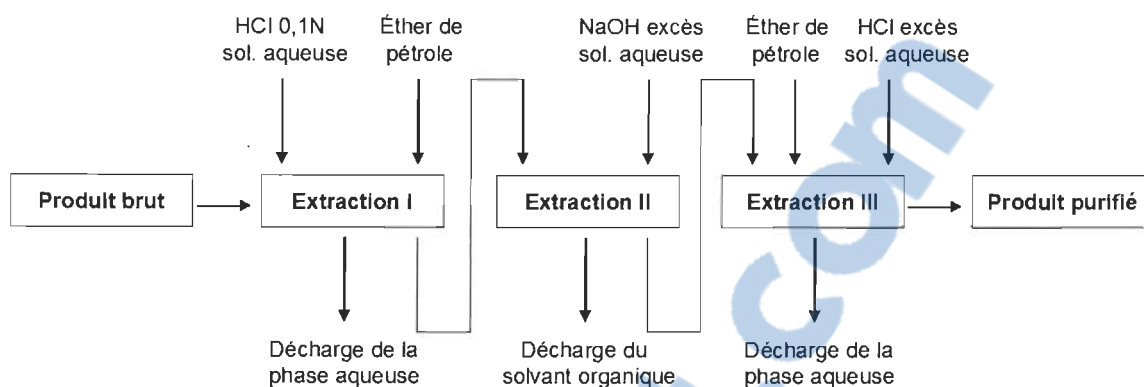 HCl 0,1N
sol. aqueuse
Éther de
pétrole
NaOH excès
sol. aqueuse
Éther de
pétrole
HCl excès
sol. aqueuse
Produit brut
Extraction I
Extraction II
Extraction III
Produit purifié
Décharge de la
phase aqueuse
Décharge du
solvant organique
Décharge de la
phase aqueuse
com